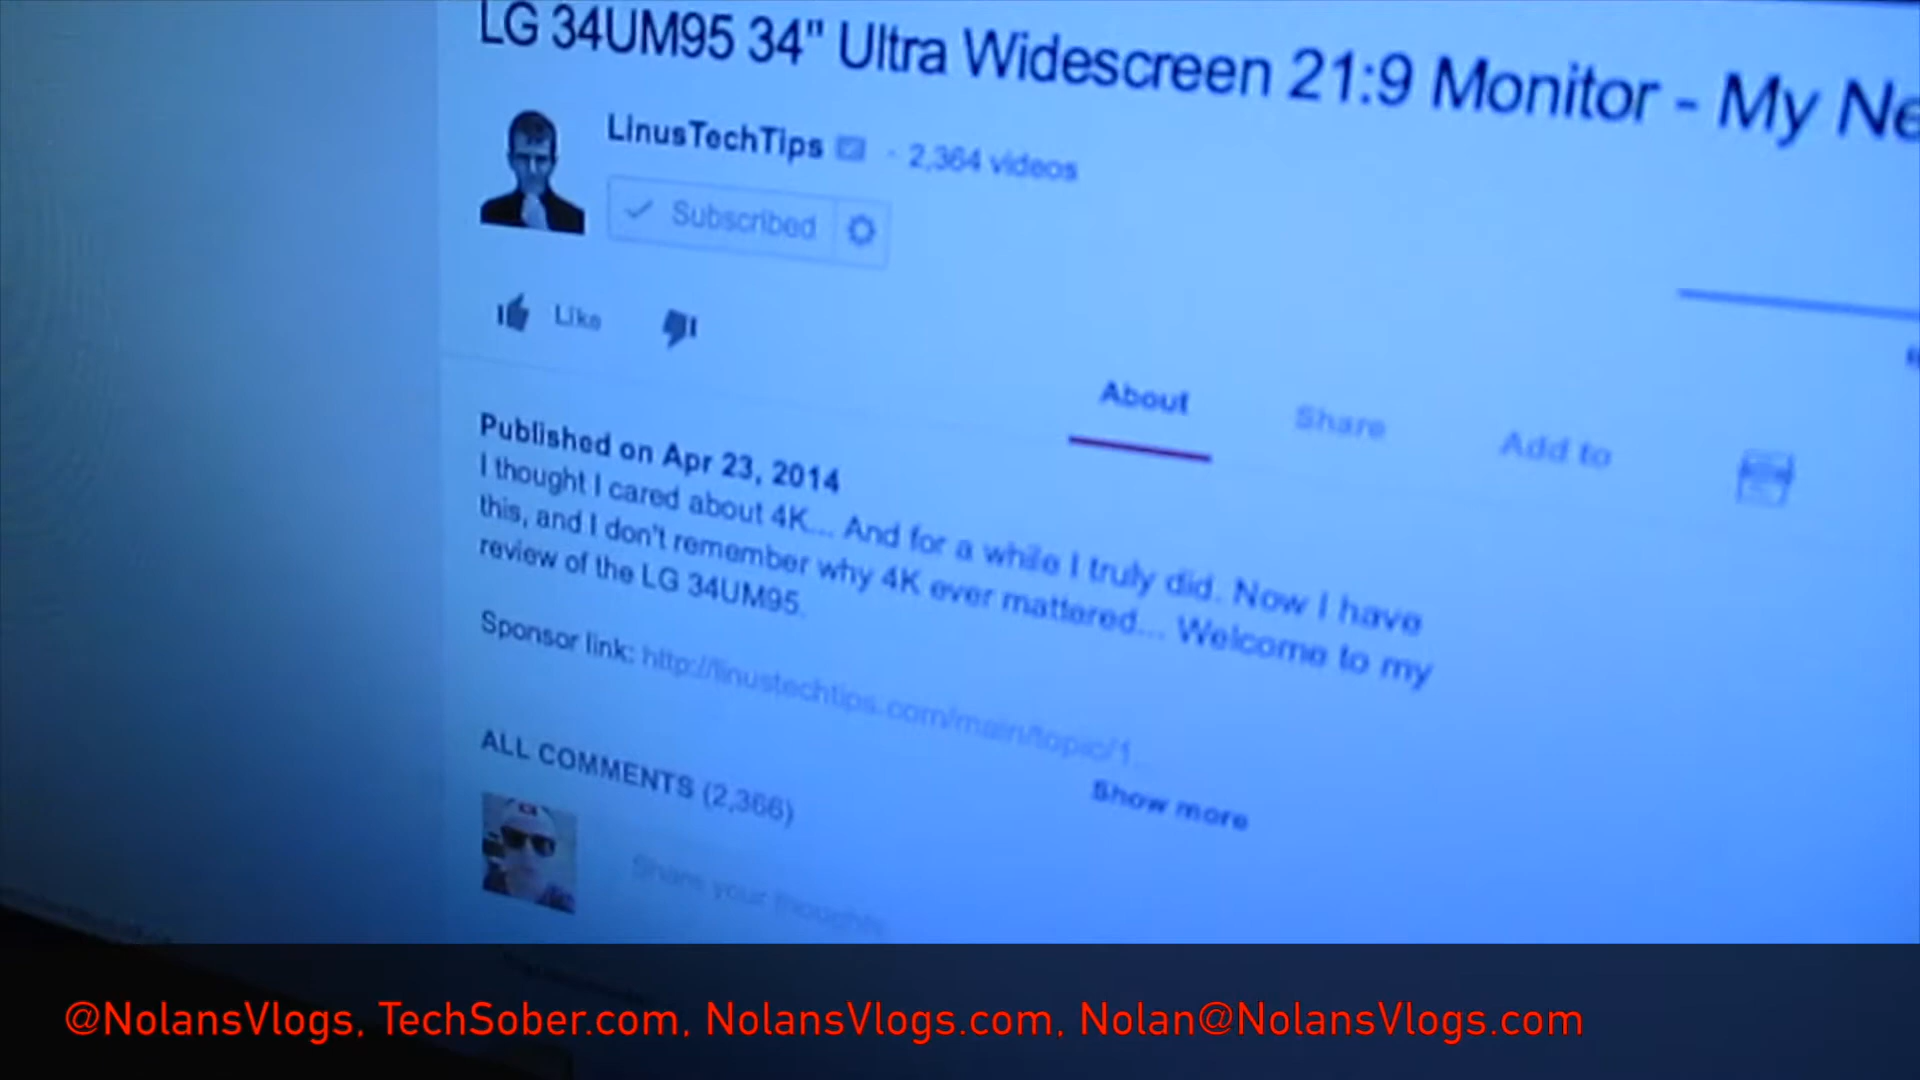 LG 34UM95 34" Ultra Widescreen 21:9 Monitor - My Ne
LinusTechTips · 2,364 videos
Subscribed
Like
About Share Add to
Published on Apr 23, 2014
I thought I cared about 4K... And for a while I truly did. Now I have
this, and I don't remember why 4K ever mattered... Welcome to my
review of the LG 34UM95.
Sponsor link: http://linustechtips.com/main/topic/1...
Show more
ALL COMMENTS (2,366)
Share your thoughts
@NolansVlogs, TechSober.com, NolansVlogs.com, Nolan@NolansVlogs.com